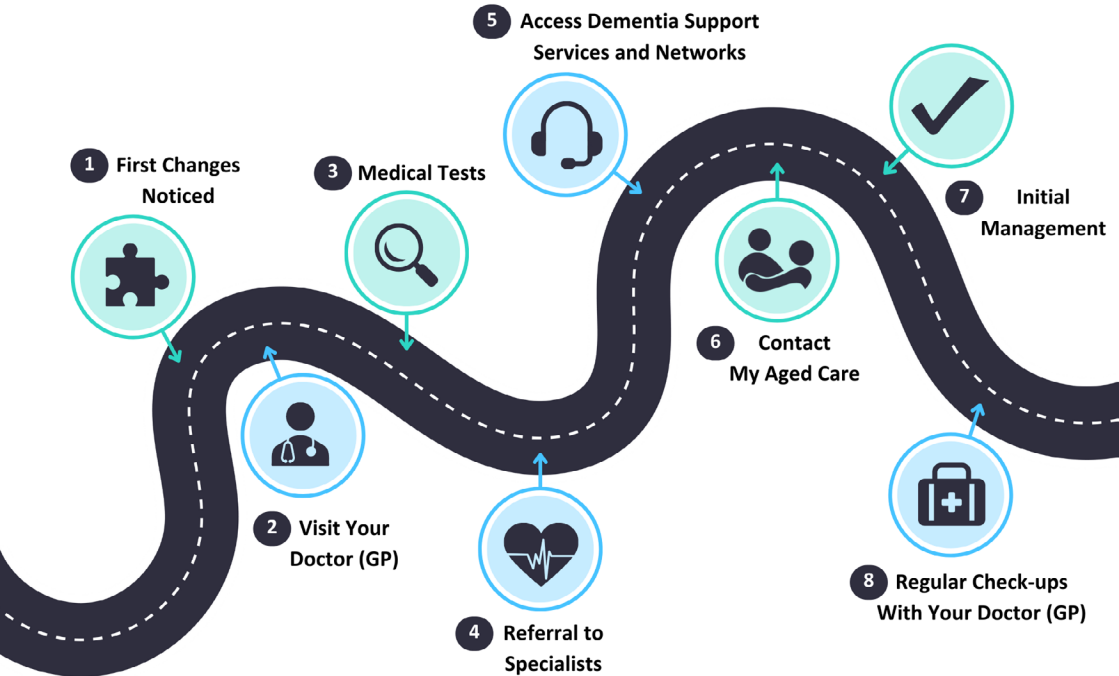 1 First Changes
Noticed
2 Visit Your
Doctor (GP)
3 Medical Tests
4 Referral to
Specialists
5 Access Dementia Support
Services and Networks
6 Contact
My Aged Care
7 Initial
Management
8 Regular Check-ups
With Your Doctor (GP)